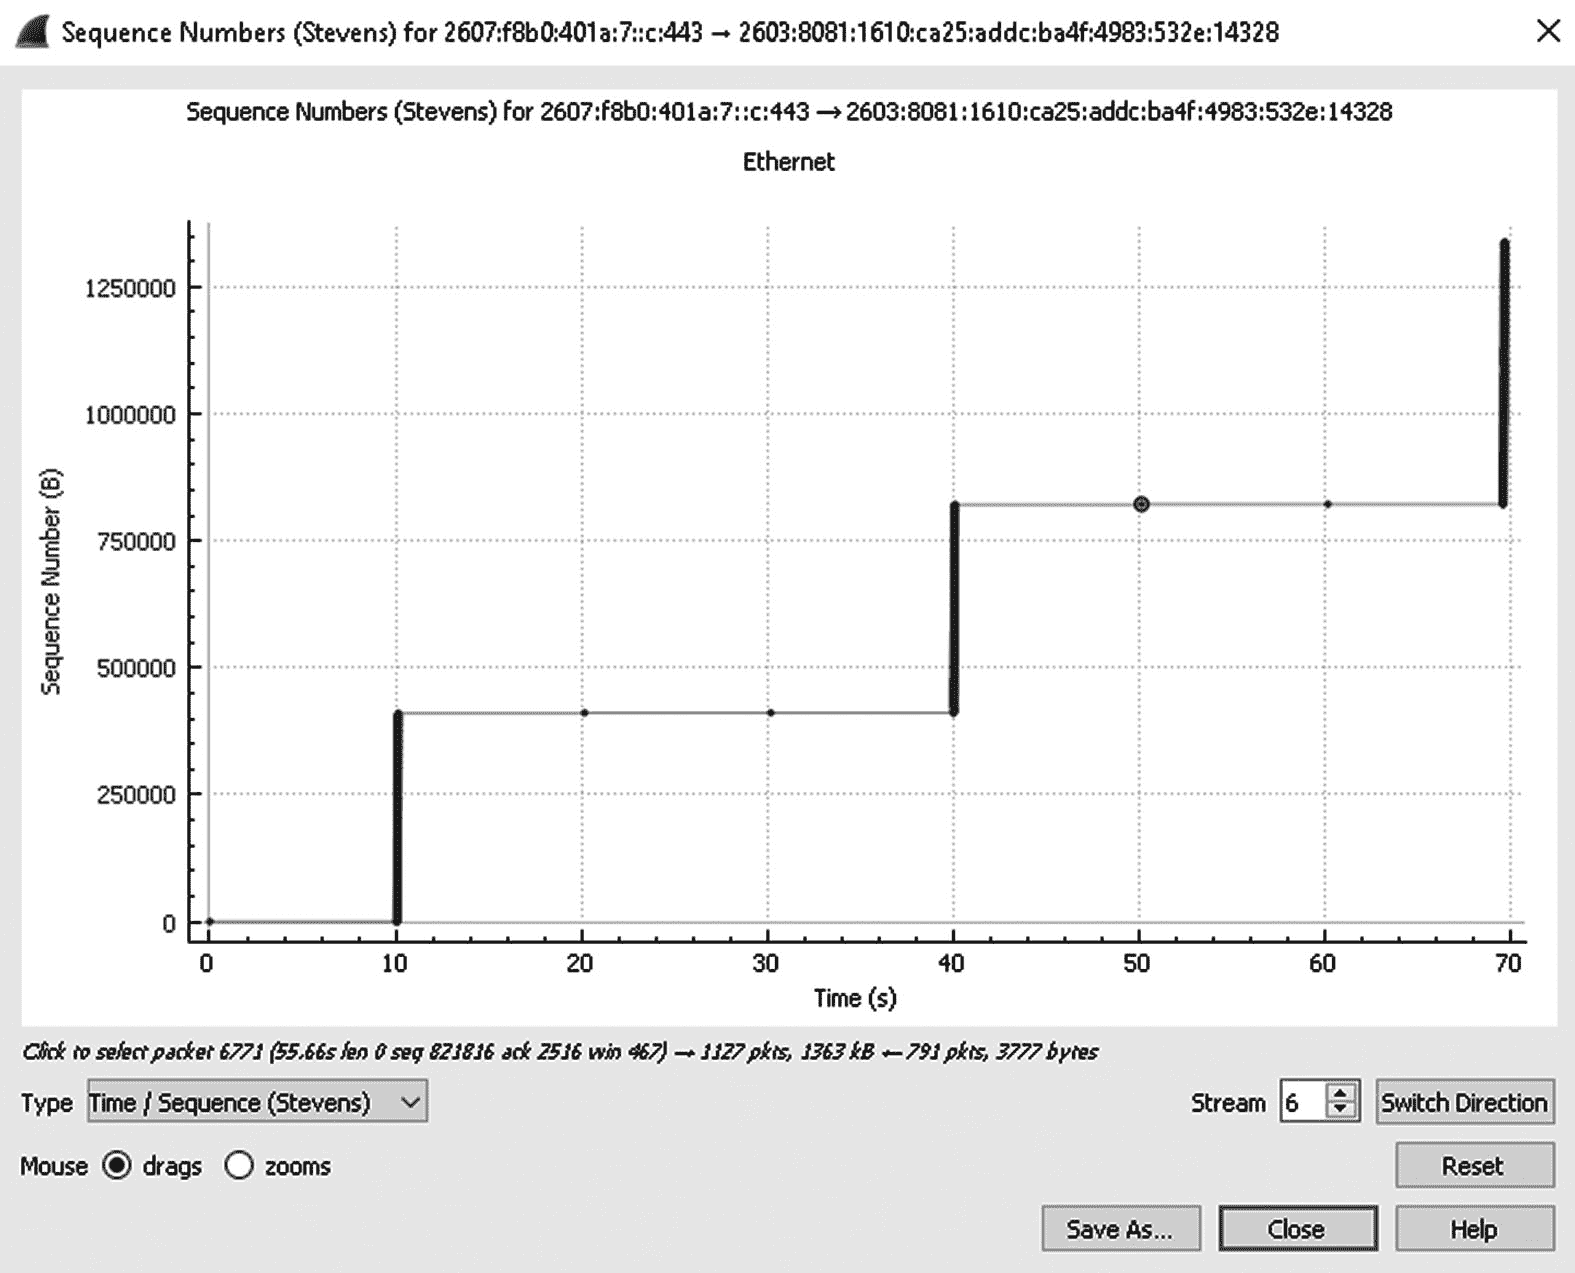 Sequence Numbers (Stevens) for 2607:f8b0:401a:7::c:443 → 2603:8081:1610:ca25:addc:ba4f:4983:532e:14328
Sequence Numbers (Stevens) for 2607:f8b0:401a:7::c:443 → 2603:8081:1610:ca25:addc:ba4f:4983:532e:14328
Ethernet
Sequence Number (B)
1250000
1000000
750000
500000
250000
0
0 10 20 30 40 50 60 70
Time (s)
Click to select packet 6771 (55.66s len 0 seq 821816 ack 2516 win 467) → 1127 pkts, 1363 kB ← 791 pkts, 3777 bytes
Type Time / Sequence (Stevens) Stream 6 Switch Direction
Mouse drags zooms Reset
Save As... Close Help